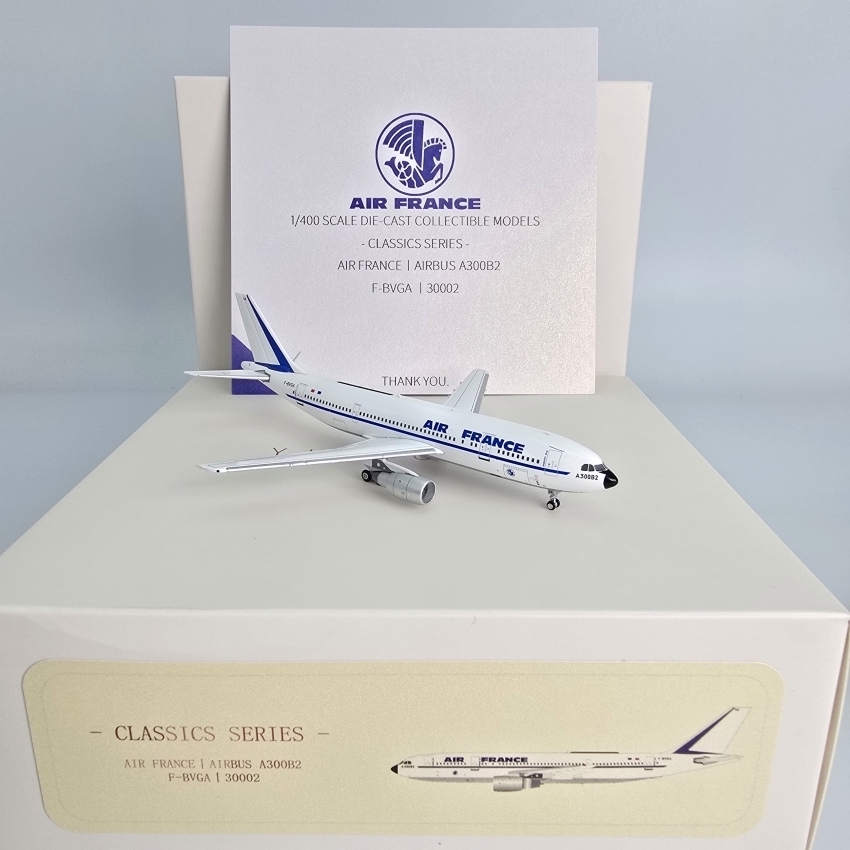 AIR FRANCE
1/400 SCALE DIE-CAST COLLECTIBLE MODELS
- CLASSICS SERIES -
AIR FRANCE | AIRBUS A300B2
F-BVGA | 30002
THANK YOU.
F-BVGA
AIR FRANCE
A300B2
- CLASSICS SERIES -
AIR FRANCE | AIRBUS A300B2
F-BVGA | 30002
AIR FRANCE